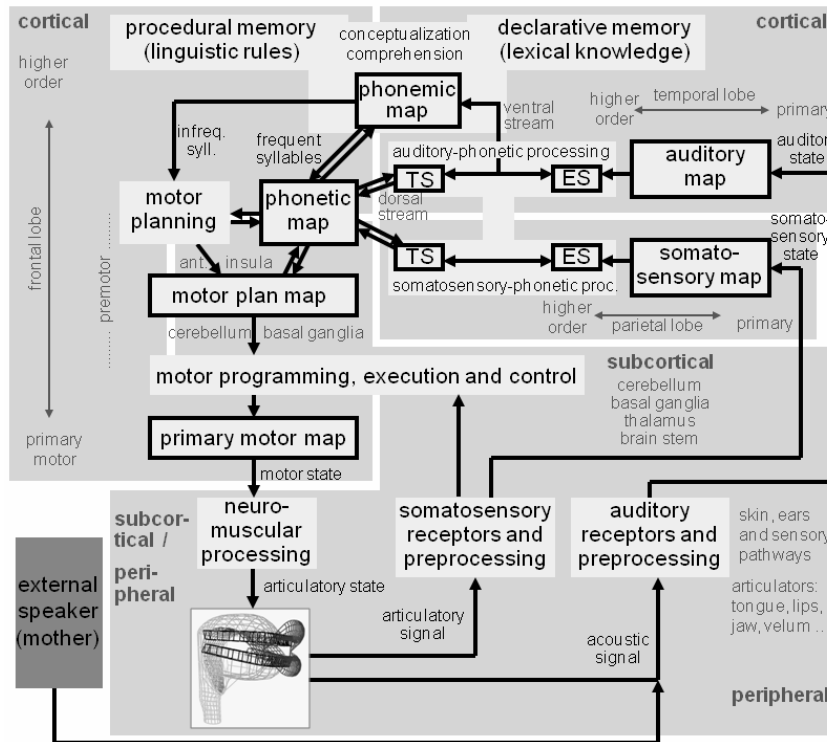 cortical
procedural memory
(linguistic rules)
conceptualization
comprehension
declarative memory
(lexical knowledge)
cortical
higher
order
phonemic
map
ventral
stream
higher
order
temporal lobe
primary
infreq.
syll.
frequent
syllables
auditory-phonetic processing
auditory
map
auditory
state
motor
planning
phonetic
map
TS
ES
dorsal
stream
frontal lobe
premotor
ant. insula
TS
ES
somato-
sensory map
somato-
sensory
state
motor plan map
somatosensory-phonetic proc.
higher
order
parietal lobe
primary
cerebellum basal ganglia
motor programming, execution and control
subcortical
cerebellum
basal ganglia
thalamus
brain stem
primary
motor
primary motor map
motor state
subcor-
tical /
peri-
pheral
neuro-
muscular
processing
somatosensory
receptors and
preprocessing
auditory
receptors and
preprocessing
skin, ears
and sensory
pathways
external
speaker
(mother)
articulatory state
articulatory
signal
acoustic
signal
articulators:
tongue, lips,
jaw, velum ...
peripheral